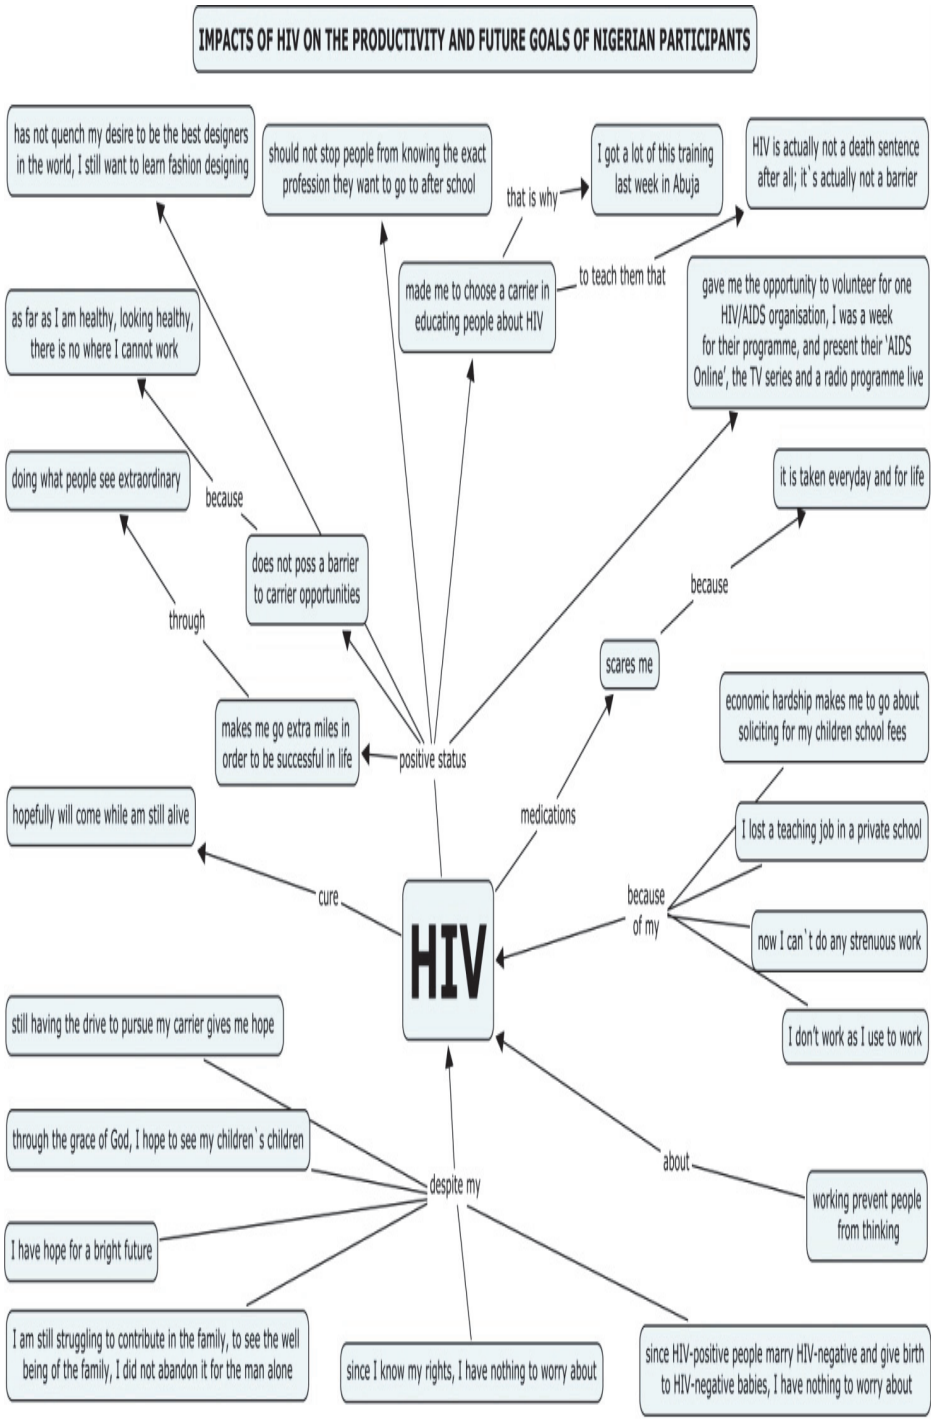 IMPACTS OF HIV ON THE PRODUCTIVITY AND FUTURE GOALS OF NIGERIAN PARTICIPANTS
has not quench my desire to be the best designers
in the world, I still want to learn fashion designing
should not stop people from knowing the exact
profession they want to go to after school
that is why
I got a lot of this training
last week in Abuja
HIV is actually not a death sentence
after all; it`s actually not a barrier
made me to choose a carrier in
educating people about HIV
to teach them that
gave me the opportunity to volunteer for one
HIV/AIDS organisation, I was a week
for their programme, and present their ‘AIDS
Online’, the TV series and a radio programme live
as far as I am healthy, looking healthy,
there is no where I cannot work
doing what people see extraordinary
because
it is taken everyday and for life
does not poss a barrier
to carrier opportunities
because
through
scares me
makes me go extra miles in
order to be successful in life
positive status
economic hardship makes me to go about
soliciting for my children school fees
hopefully will come while am still alive
medications
I lost a teaching job in a private school
cure
because
of my
HIV
now I can`t do any strenuous work
still having the drive to pursue my carrier gives me hope
I don’t work as I use to work
through the grace of God, I hope to see my children`s children
about
despite my
working prevent people
from thinking
I have hope for a bright future
I am still struggling to contribute in the family, to see the well
being of the family, I did not abandon it for the man alone
since I know my rights, I have nothing to worry about
since HIV-positive people marry HIV-negative and give birth
to HIV-negative babies, I have nothing to worry about